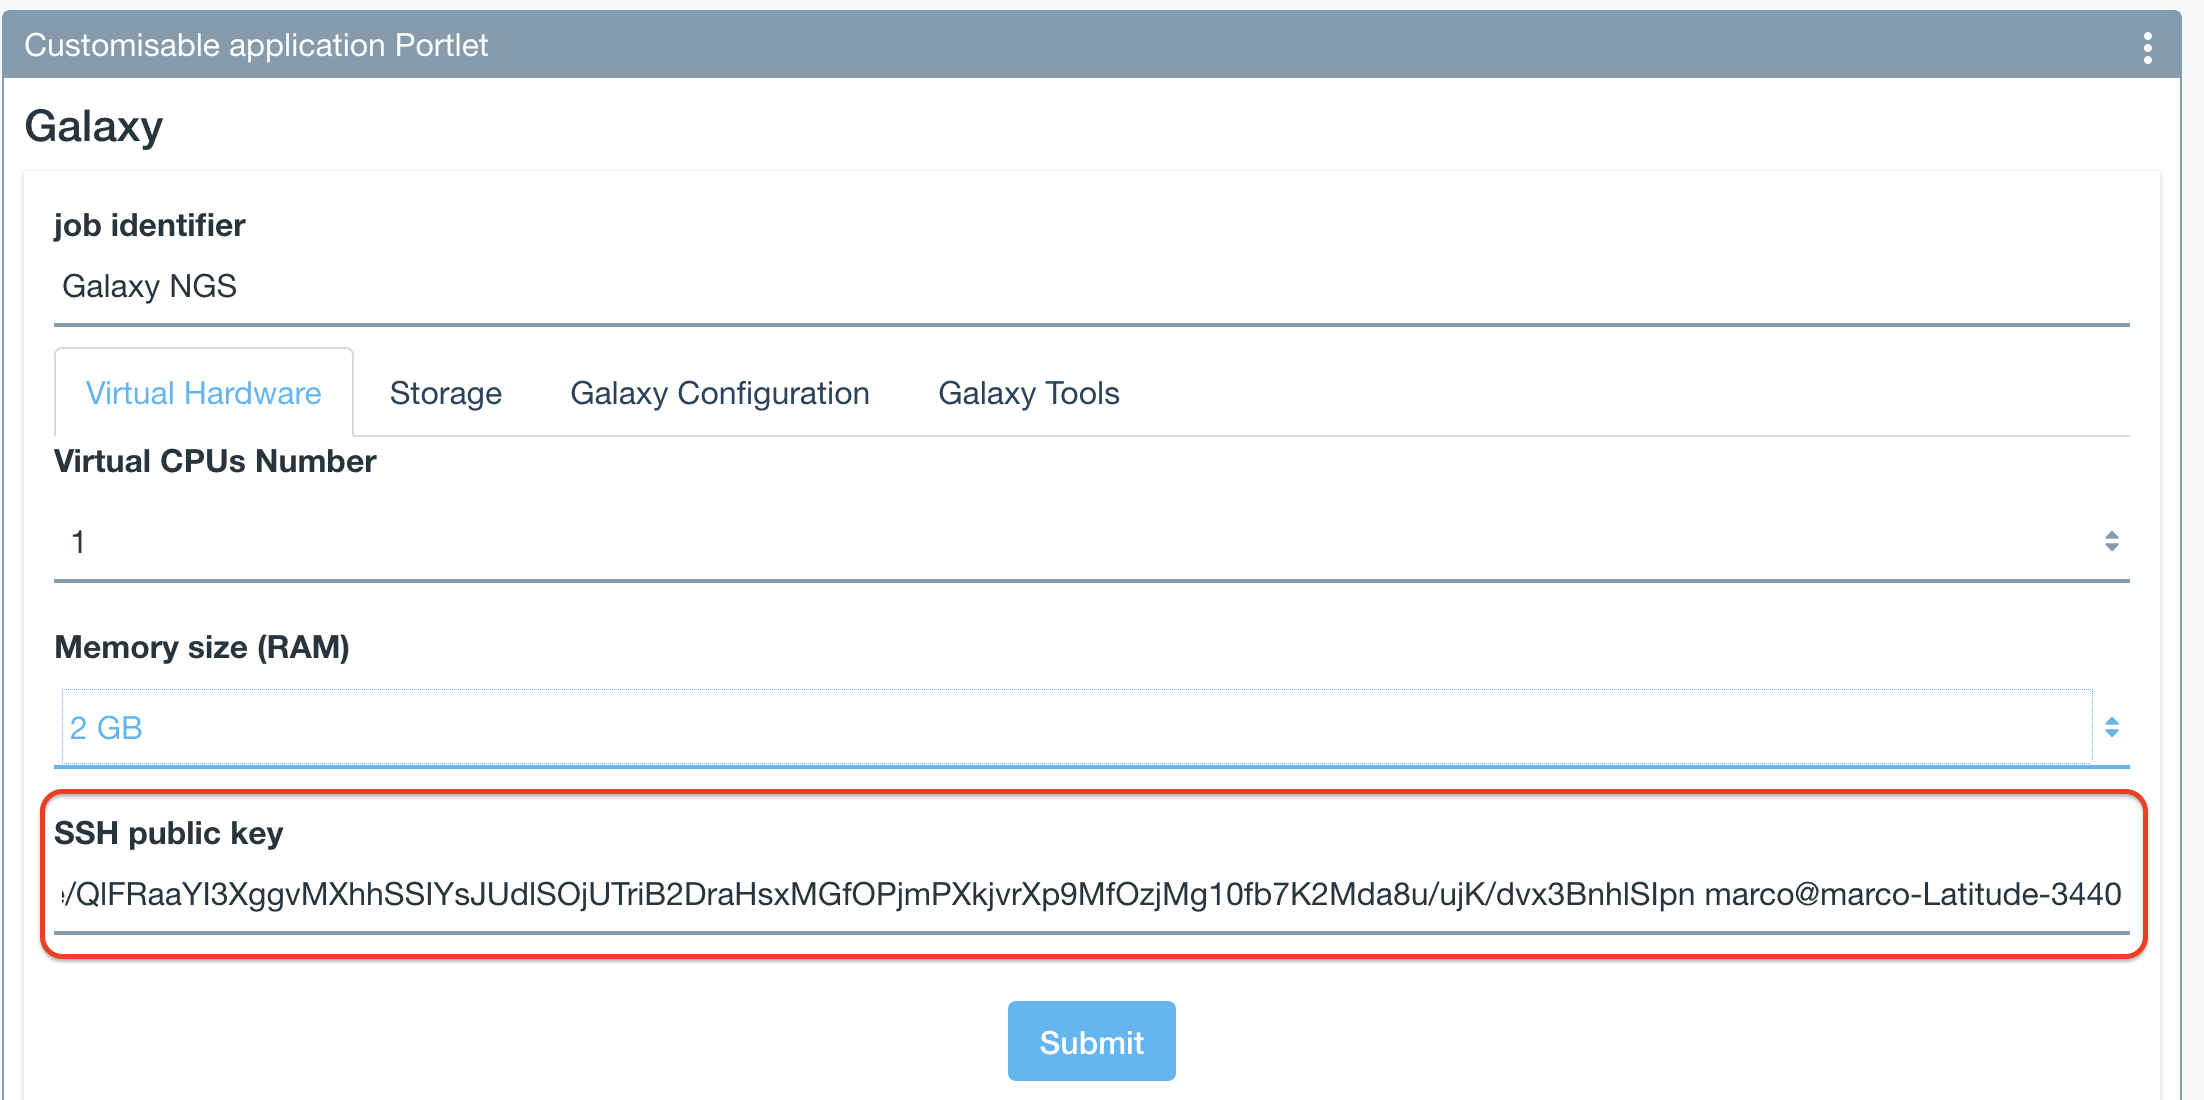 Customisable application Portlet
Galaxy
job identifier
Galaxy NGS
Virtual Hardware Storage Galaxy Configuration Galaxy Tools
Virtual CPUs Number
1
Memory size (RAM)
2 GB
SSH public key
/QlFRaaYI3XggvMXhhSSIYsJUdlSOjUTriB2DraHsxMGfOPjmPXkjvrXp9MfOzjMg10fb7K2Mda8u/ujK/dvx3BnhlSIpn marco@marco-Latitude-3440
Submit